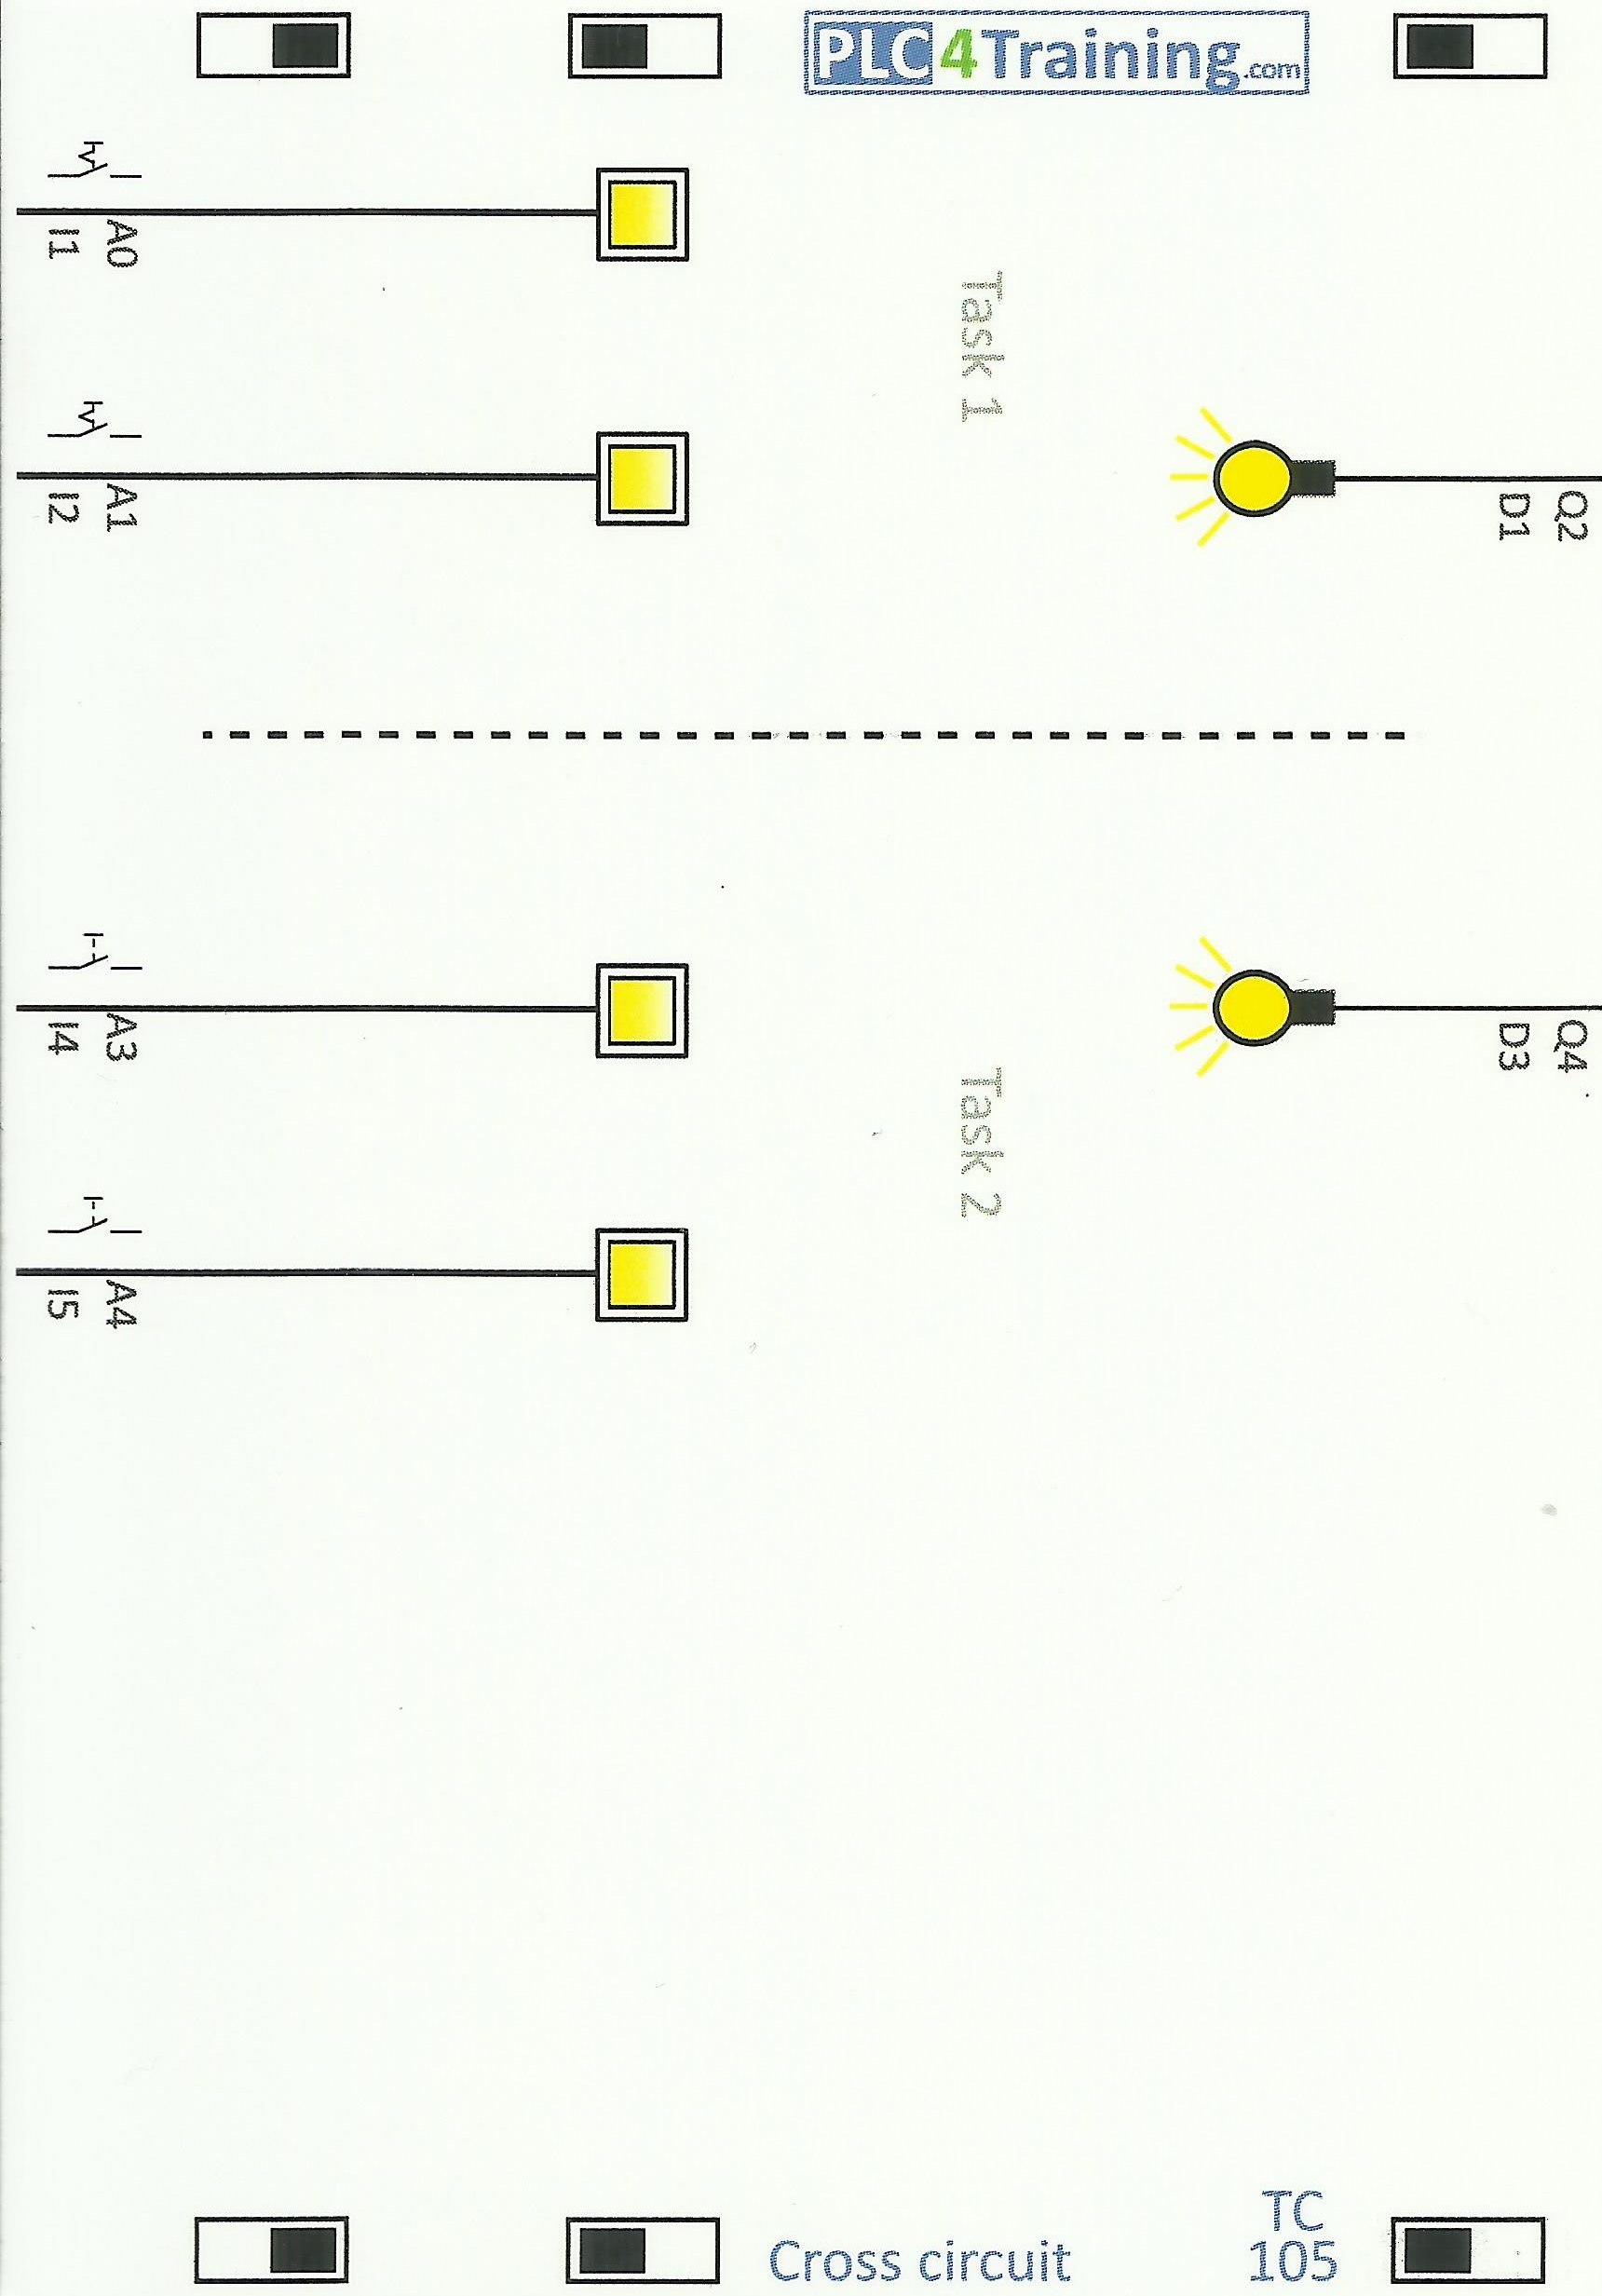 Q2
D1
Q4
D3
PLC4Training.com
TC
105
Task 1
Task 2
Cross circuit
A0
I1
A1
I2
A3
I4
A4
I5